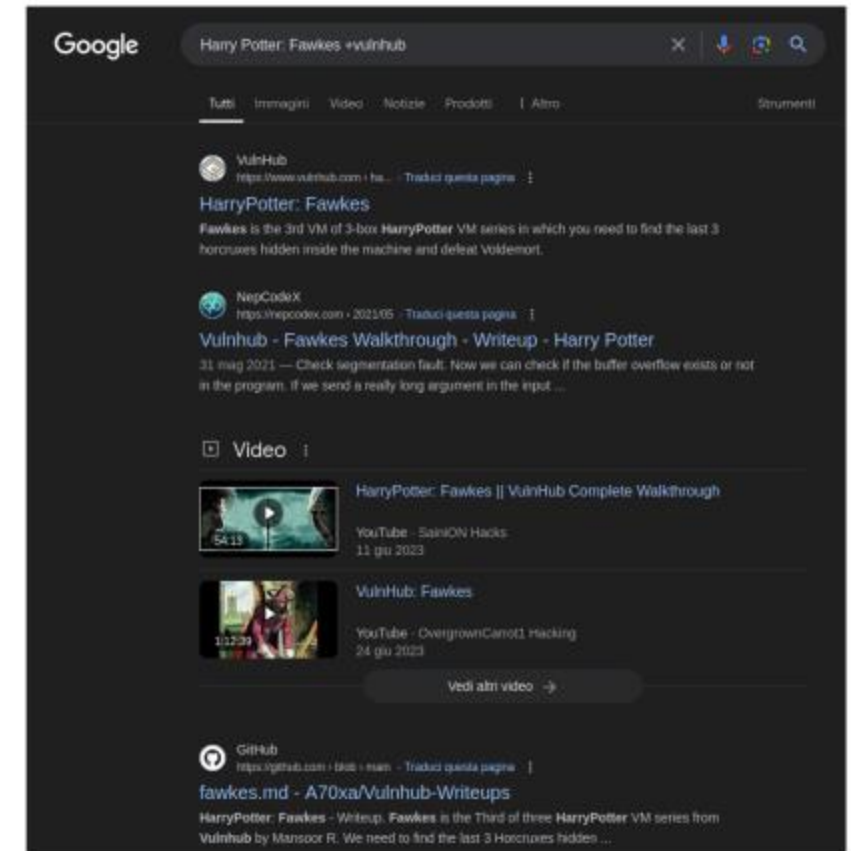 Google
Harry Potter: Fawkes +vulnhub
Tutti Immagini Video Notizie Prodotti Altro Strumenti
VulnHub
https://www.vulnhub.com › ha... · Traduci questa pagina
HarryPotter: Fawkes
Fawkes is the 3rd VM of 3-box HarryPotter VM series in which you need to find the last 3
horcruxes hidden inside the machine and defeat Voldemort.
NepCodeX
https://nepcodex.com › 2021/05 · Traduci questa pagina
Vulnhub - Fawkes Walkthrough - Writeup - Harry Potter
31 mag 2021 — Check segmentation fault. Now we can check if the buffer overflow exists or not
in the program. If we send a really long argument in the input ...
Video
HarryPotter: Fawkes || VulnHub Complete Walkthrough
54:13
YouTube · SainiON Hacks
11 giu 2023
VulnHub: Fawkes
1:12:39
YouTube · OvergrownCarrot1 Hacking
24 giu 2023
Vedi altri video →
GitHub
https://github.com › blob › main · Traduci questa pagina
fawkes.md - A70xa/Vulnhub-Writeups
HarryPotter: Fawkes - Writeup. Fawkes is the Third of three HarryPotter VM series from
Vulnhub by Mansoor R. We need to find the last 3 Horcruxes hidden ...